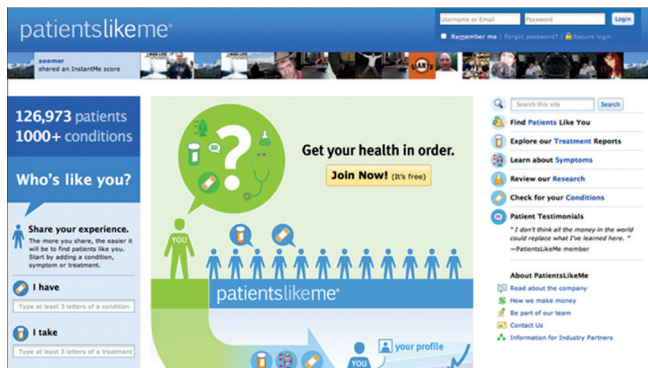 patientslikeme®
Username or Email
Password
Login
Remember me | Forgot password? | Secure login
zoomer
shared an InstantMe score
GIANTS
126,973 patients
1000+ conditions
Who's like you?
Share your experience.
The more you share, the easier it
will be to find patients like you.
Start by adding a condition,
symptom or treatment.
I have
Type at least 3 letters of a condition
I take
Type at least 3 letters of a treatment
?
Get your health in order.
Join Now! (It's free)
YOU
patientslikeme®
your profile
YOU
Search this site
Search
Find Patients Like You
Explore our Treatment Reports
Learn about Symptoms
Review our Research
Check for your Conditions
Patient Testimonials
" I don't think all the money in the world
could replace what I've learned here. "
—PatientsLikeMe member
About PatientsLikeMe
Read about the company
How we make money
Be part of our team
Contact Us
Information for Industry Partners